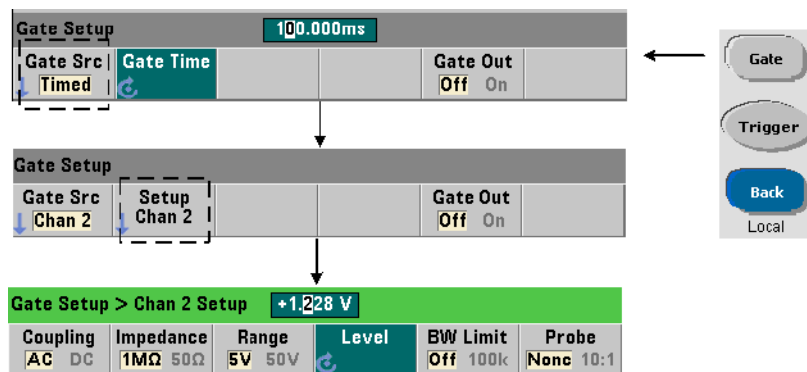 Gate Setup 100.000ms
Gate Src Gate Time Gate Out
Timed Off On
Gate
Trigger
Back
Local
Gate Setup
Gate Src Setup Gate Out
Chan 2 Chan 2 Off On
Gate Setup > Chan 2 Setup +1.228 V
Coupling Impedance Range Level BW Limit Probe
AC DC 1MΩ 50Ω 5V 50V Off 100k None 10:1